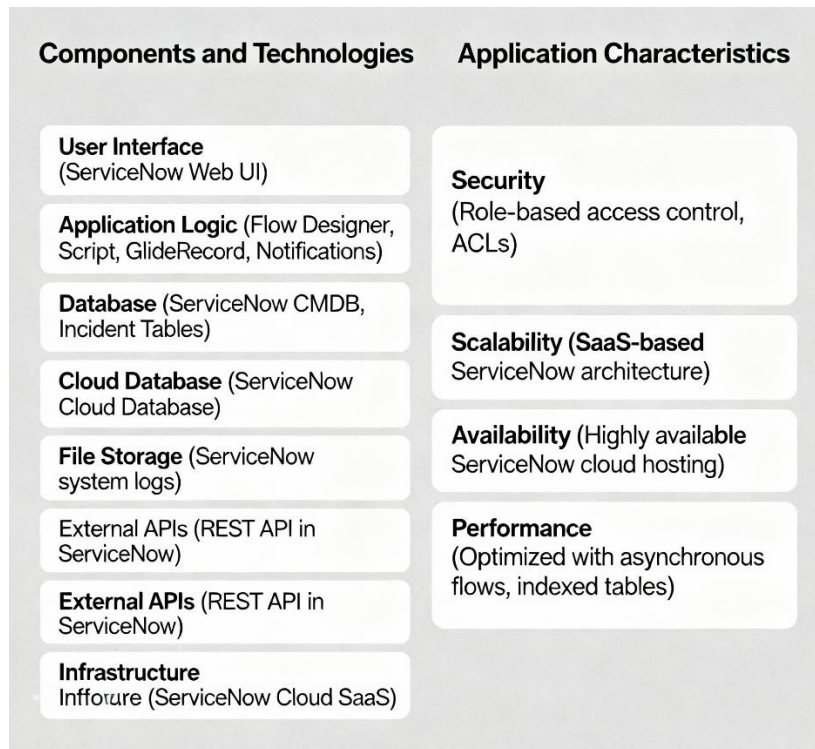 Components and Technologies
User Interface
(ServiceNow Web UI)
Application Logic (Flow Designer,
Script, GlideRecord, Notifications)
Database (ServiceNow CMDB,
Incident Tables)
Cloud Database (ServiceNow
Cloud Database)
File Storage (ServiceNow
system logs)
External APIs (REST API in
ServiceNow)
External APIs (REST API in
ServiceNow)
Infrastructure
(ServiceNow Cloud SaaS)
Application Characteristics
Security
(Role-based access control,
ACLs)
Scalability (SaaS-based
ServiceNow architecture)
Availability (Highly available
ServiceNow cloud hosting)
Performance
(Optimized with asynchronous
flows, indexed tables)